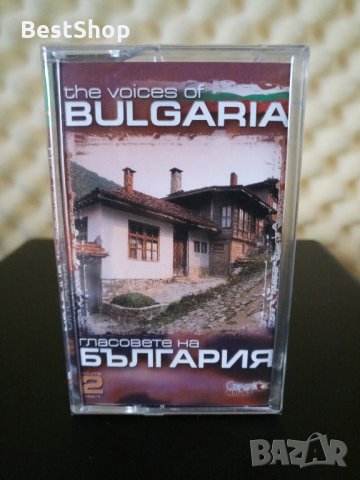 BestShop
the voices of
BULGARIA
гласовете на
БЪЛГАРИЯ
2
BAZAR